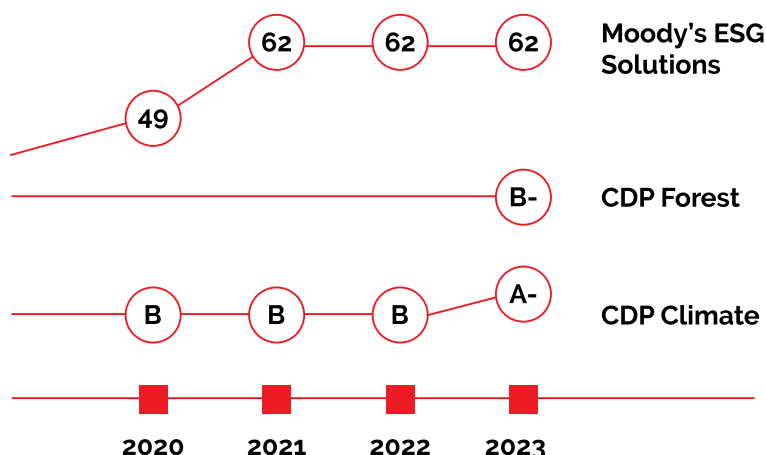 62 62 62 Moody's ESG
Solutions
49
B- CDP Forest
A-
B B B CDP Climate
2020 2021 2022 2023